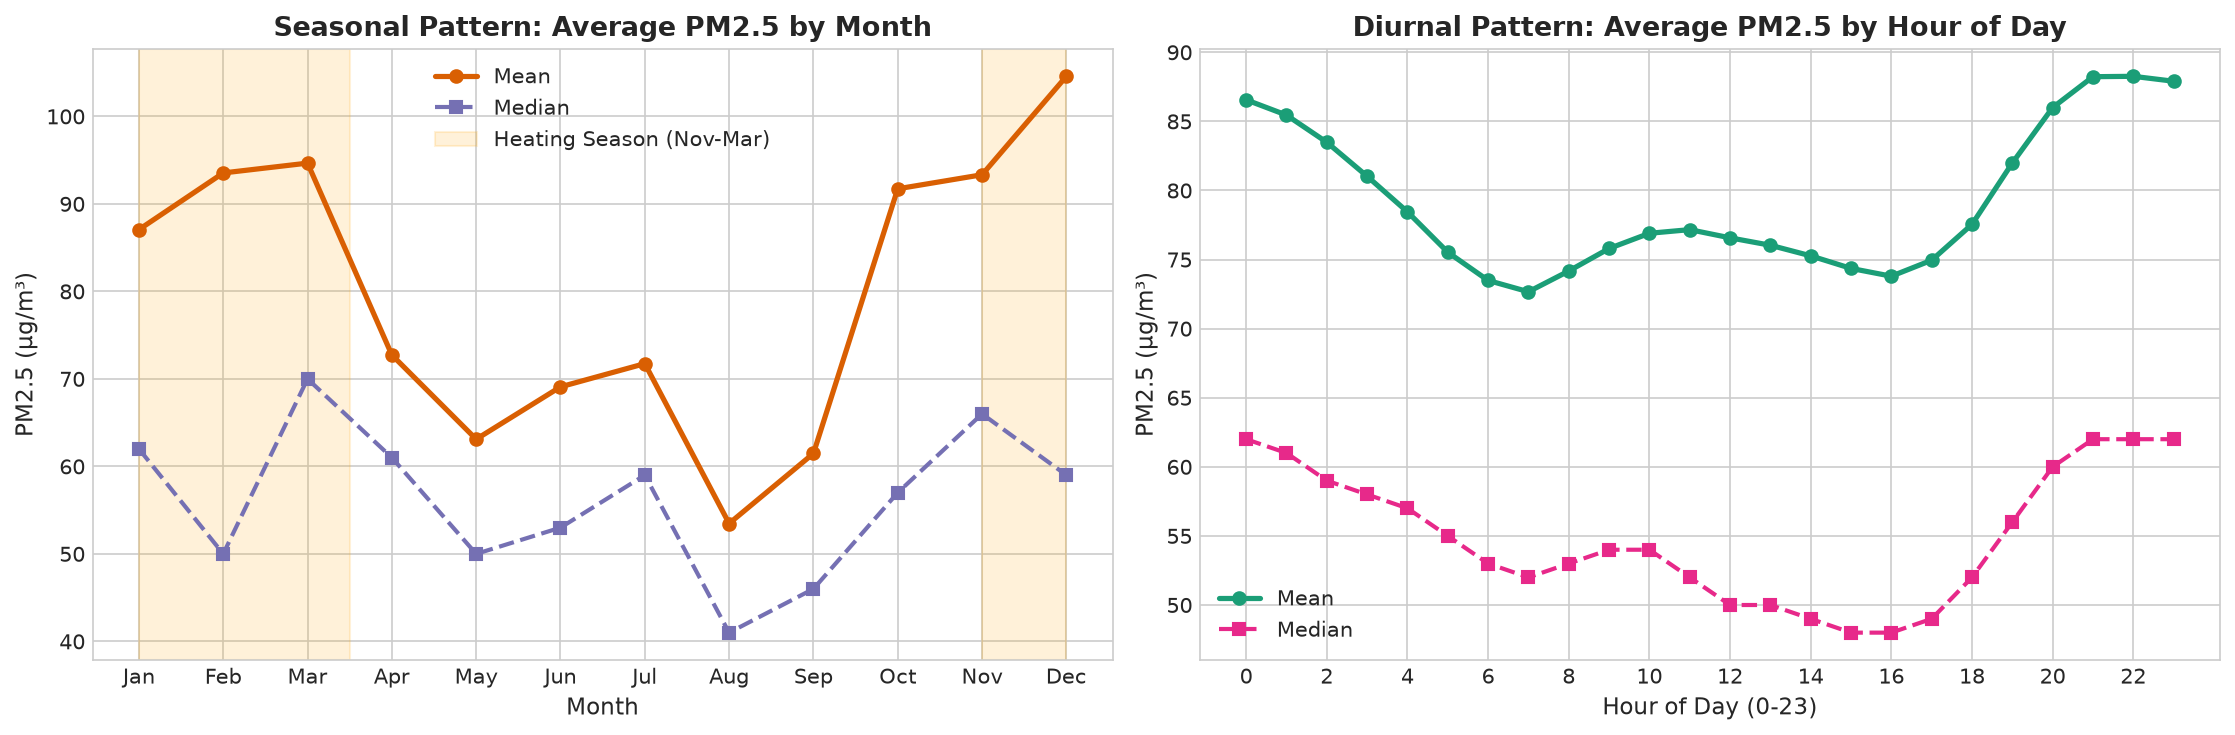 Seasonal Pattern: Average PM2.5 by Month
Mean
Median
Heating Season (Nov-Mar)
PM2.5 (µg/m³)
100
90
80
70
60
50
40
Jan Feb Mar Apr May Jun Jul Aug Sep Oct Nov Dec
Month
Diurnal Pattern: Average PM2.5 by Hour of Day
PM2.5 (µg/m³)
90
85
80
75
70
65
60
55
50
Mean
Median
0 2 4 6 8 10 12 14 16 18 20 22
Hour of Day (0-23)